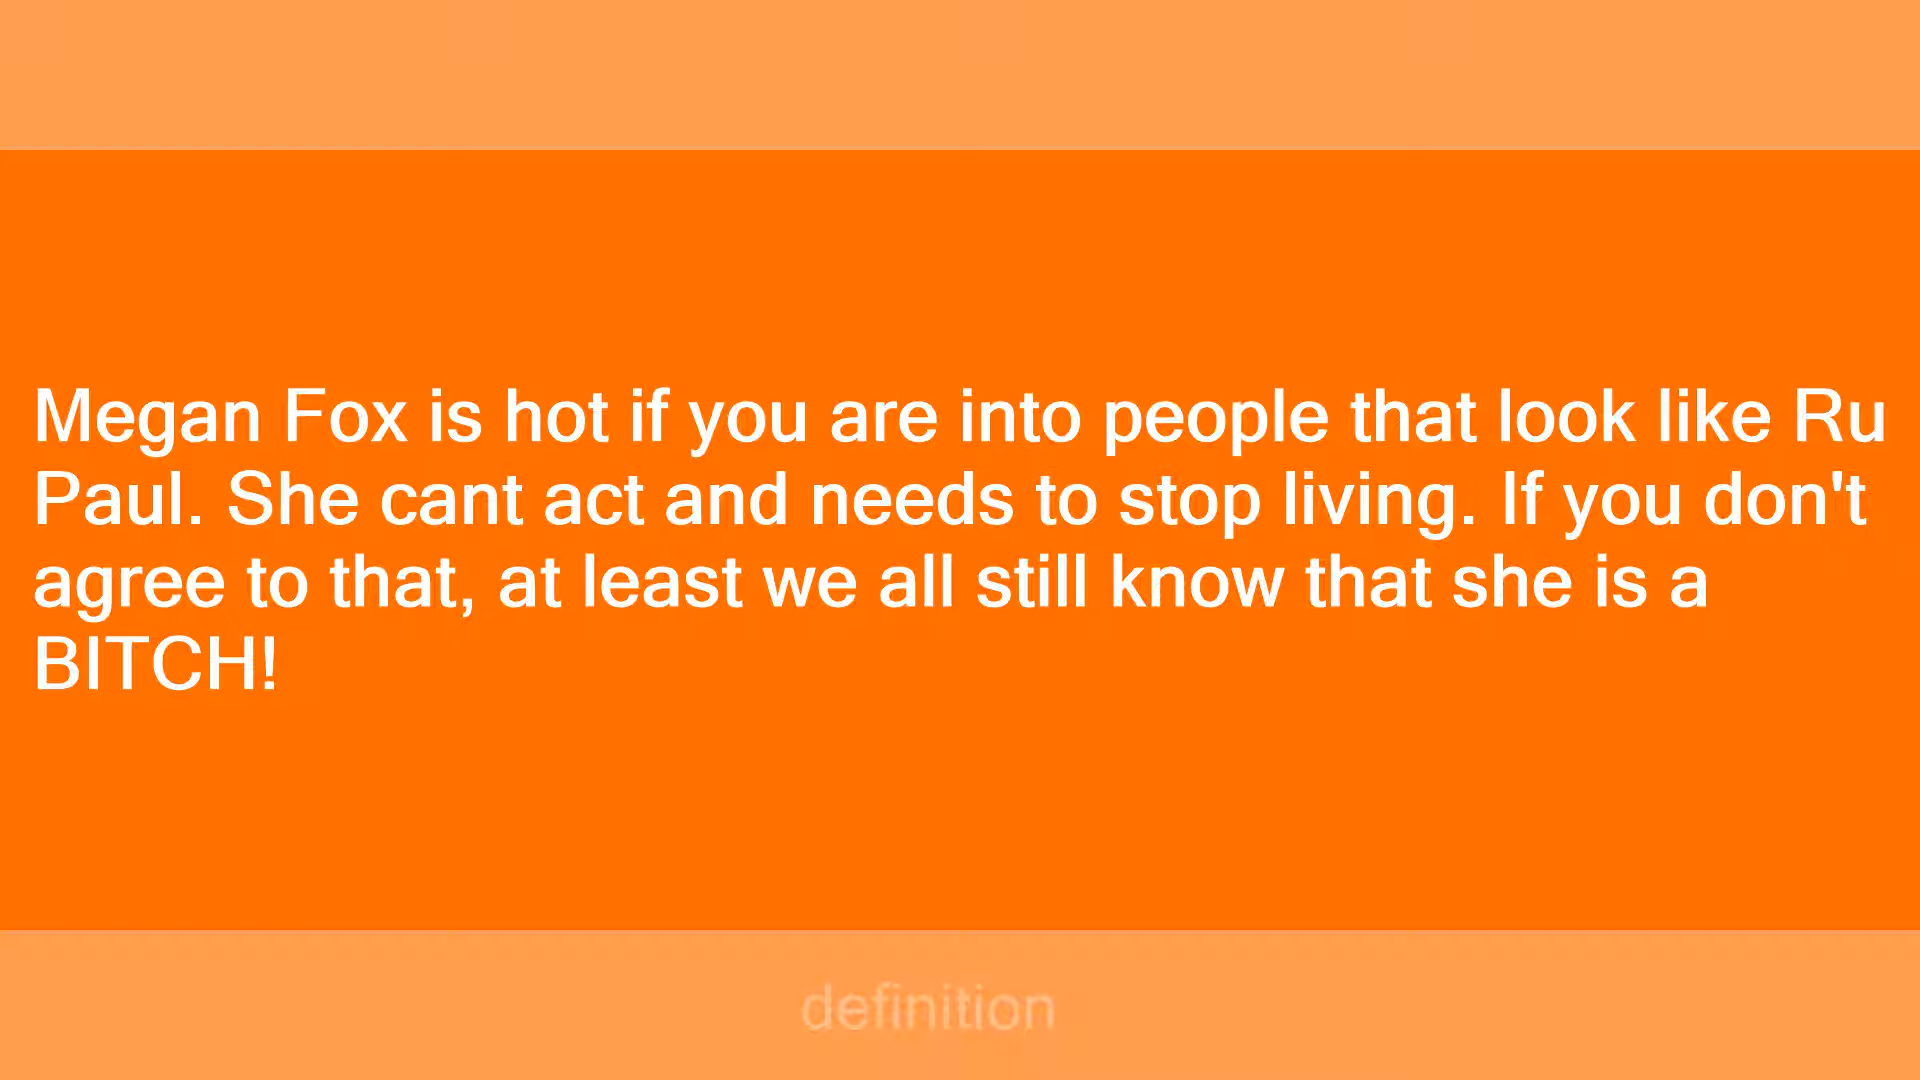 Megan Fox is hot if you are into people that look like Ru
Paul. She cant act and needs to stop living. If you don't
agree to that, at least we all still know that she is a
BITCH!
definition